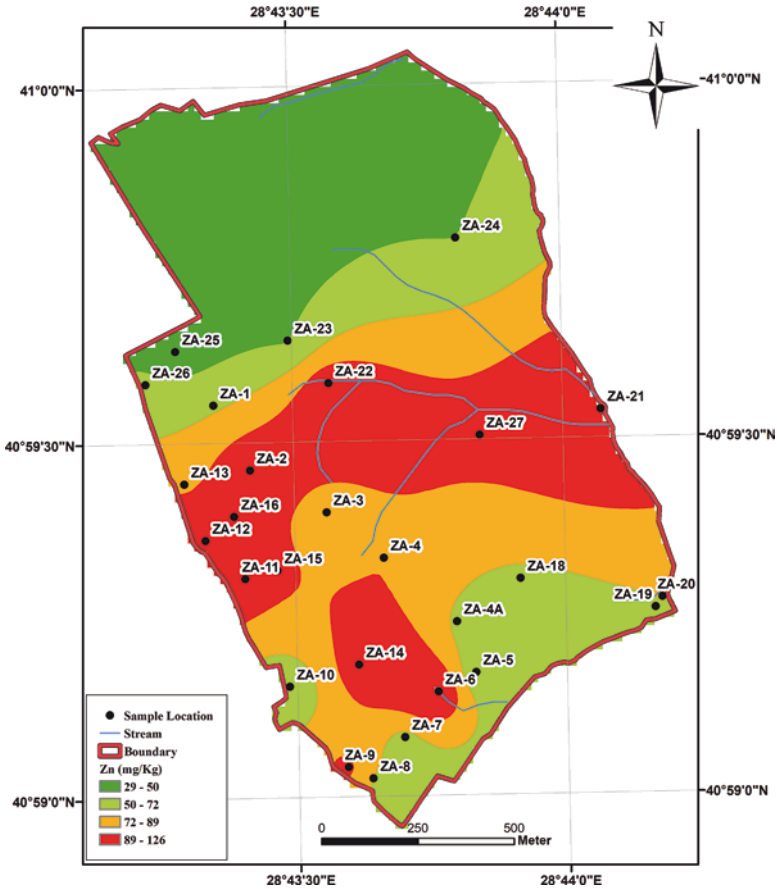 28°43'30"E 28°44'0"E
N
41°0'0"N 41°0'0"N
ZA-24
ZA-23
ZA-25
ZA-22
ZA-26
ZA-1
ZA-21
ZA-27
40°59'30"N 40°59'30"N
ZA-2
ZA-13
ZA-3
ZA-16
ZA-12
ZA-4
ZA-15
ZA-11
ZA-18
ZA-20
ZA-19
ZA-4A
ZA-14
ZA-5
ZA-10
ZA-6
ZA-7
ZA-9
ZA-8
Sample Location
Stream
Boundary
Zn (mg/Kg)
29 - 50
50 - 72
72 - 89
89 - 126
40°59'0"N 40°59'0"N
0 250 500
Meter
28°43'30"E 28°44'0"E